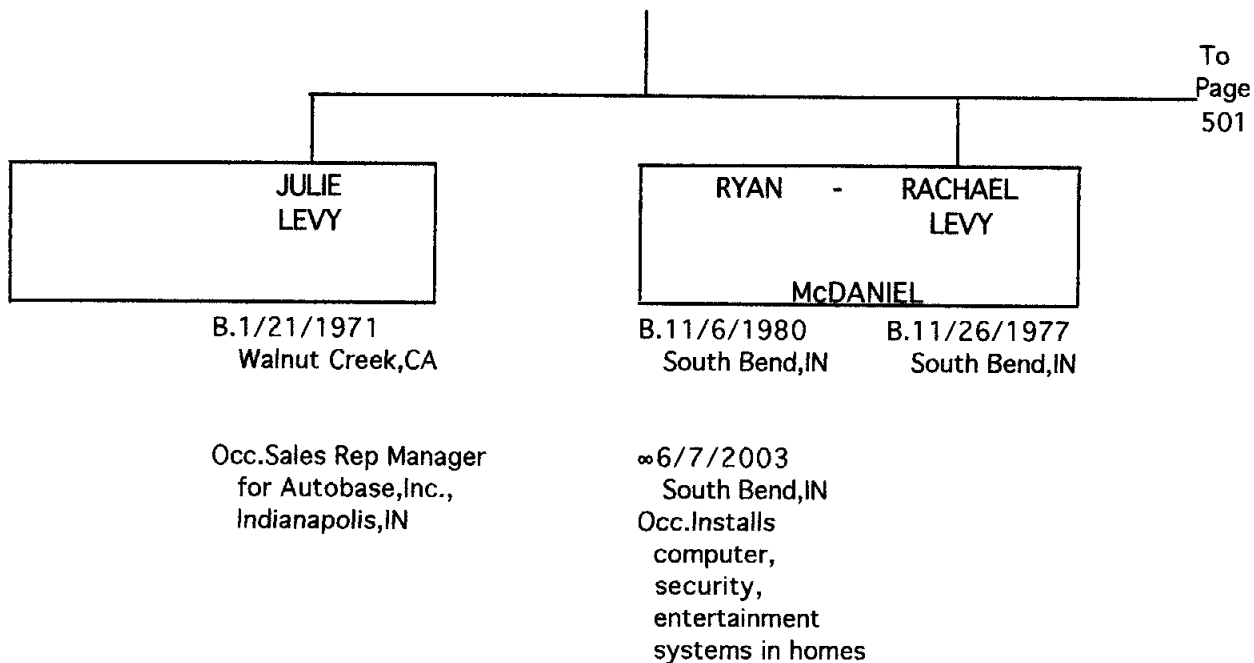 To
Page
501
JULIE
LEVY
RYAN - RACHAEL
LEVY
McDANIEL
B.1/21/1971
Walnut Creek,CA
B.11/6/1980
South Bend,IN
B.11/26/1977
South Bend,IN
Occ.Sales Rep Manager
for Autobase,Inc.,
Indianapolis,IN
∞6/7/2003
South Bend,IN
Occ.Installs
computer,
security,
entertainment
systems in homes